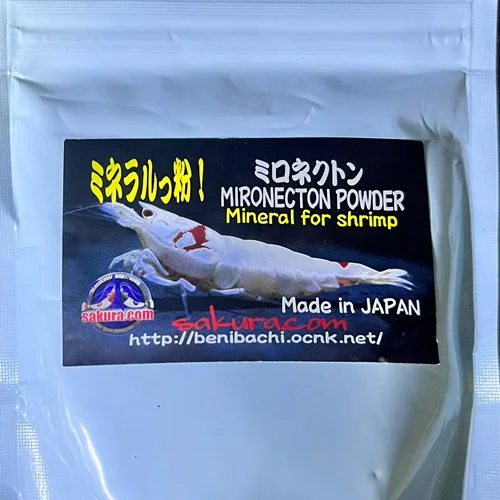 ミネラルっ粉!
ミロネクトン
MIRONECTON POWDER
Mineral for shrimp
Made in JAPAN
sakura.com
sakura.com
http://benibachi.ocnk.net/